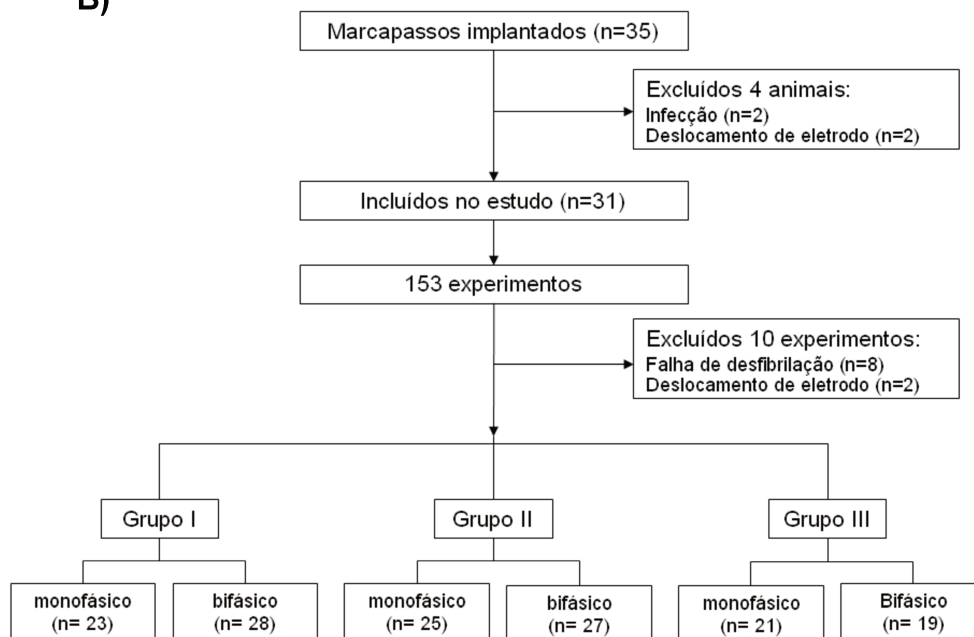 B)
Marcapassos implantados (n=35)
Excluídos 4 animais:
Infecção (n=2)
Deslocamento de eletrodo (n=2)
Incluídos no estudo (n=31)
153 experimentos
Excluídos 10 experimentos:
Falha de desfibrilação (n=8)
Deslocamento de eletrodo (n=2)
Grupo I
Grupo II
Grupo III
monofásico
(n= 23)
bifásico
(n= 28)
monofásico
(n= 25)
bifásico
(n= 27)
monofásico
(n= 21)
Bifásico
(n= 19)